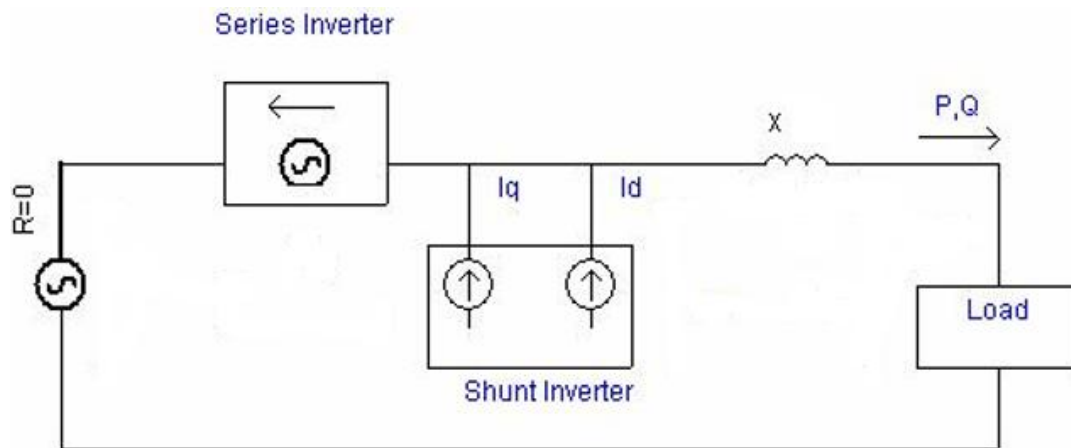 Series Inverter
P,Q
X
Iq
Id
R=0
Load
Shunt Inverter